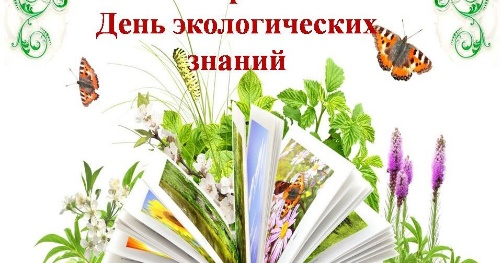 День экологических
знаний